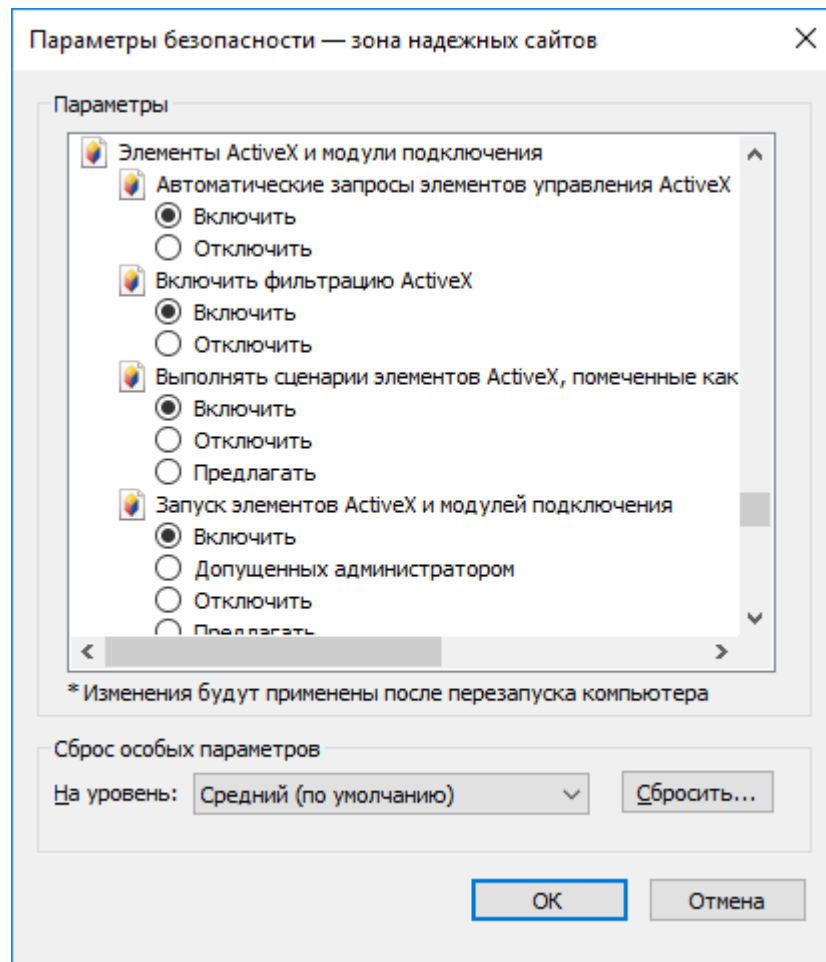 Параметры безопасности — зона надежных сайтов
Параметры
Элементы ActiveX и модули подключения
Автоматические запросы элементов управления ActiveX
Включить
Отключить
Включить фильтрацию ActiveX
Включить
Отключить
Выполнять сценарии элементов ActiveX, помеченные как
Включить
Отключить
Предлагать
Запуск элементов ActiveX и модулей подключения
Включить
Допущенных администратором
Отключить
Предлагать
* Изменения будут применены после перезапуска компьютера
Сброс особых параметров
На уровень: Средний (по умолчанию) Сбросить...
ОК Отмена